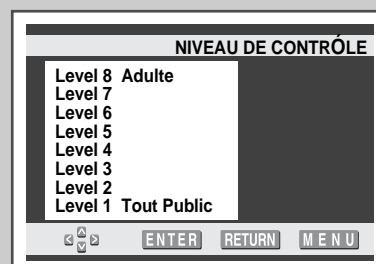 NIVEAU DE CONTRÔLE
Level 8 Adulte
Level 7
Level 6
Level 5
Level 4
Level 3
Level 2
Level 1 Tout Public
ENTER RETURN MENU